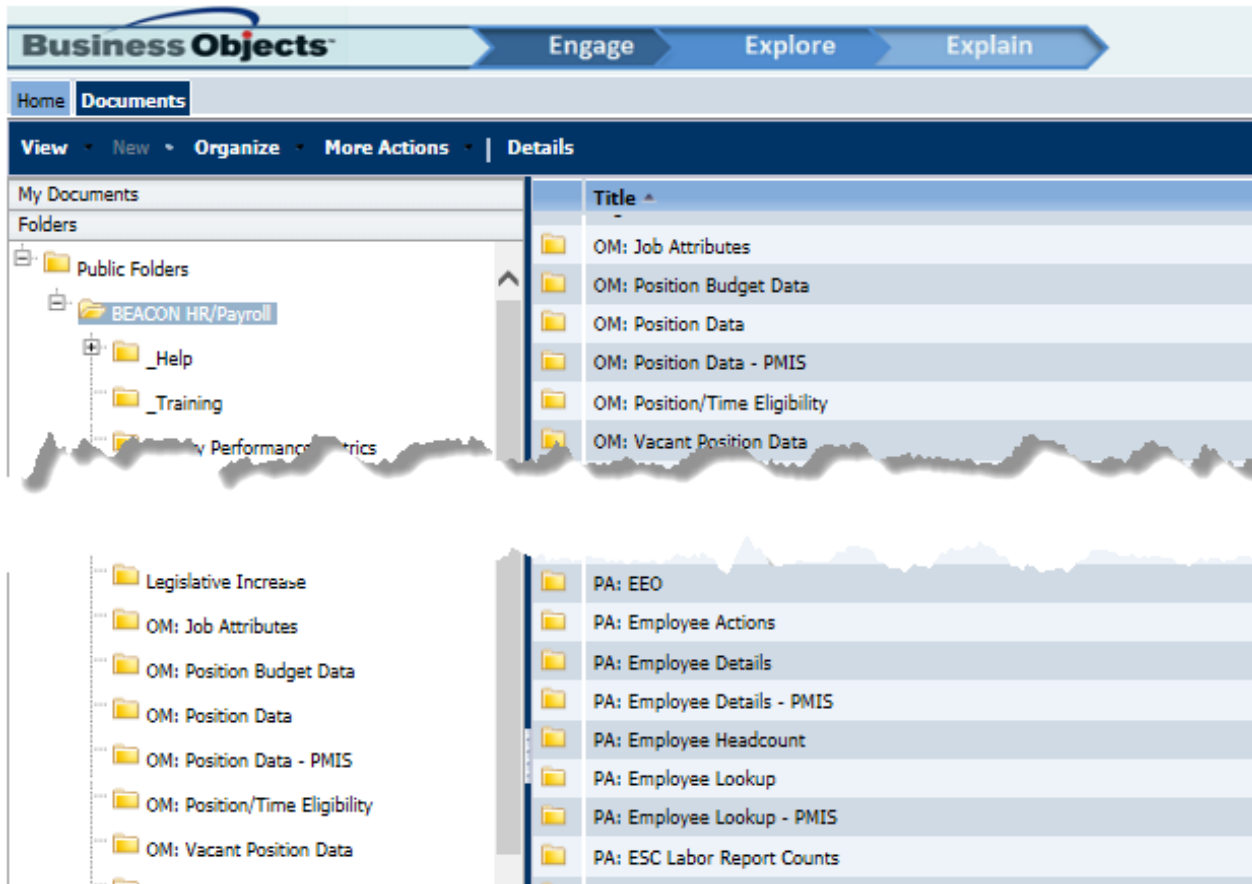 Business Objects Engage Explore Explain
Home Documents
View New Organize More Actions | Details
My Documents
Folders
Public Folders
BEACON HR/Payroll
_Help
_Training
Performance
Legislative Increase
OM: Job Attributes
OM: Position Budget Data
OM: Position Data
OM: Position Data - PMIS
OM: Position/Time Eligibility
OM: Vacant Position Data
Title
OM: Job Attributes
OM: Position Budget Data
OM: Position Data
OM: Position Data - PMIS
OM: Position/Time Eligibility
OM: Vacant Position Data
PA: EEO
PA: Employee Actions
PA: Employee Details
PA: Employee Details - PMIS
PA: Employee Headcount
PA: Employee Lookup
PA: Employee Lookup - PMIS
PA: ESC Labor Report Counts